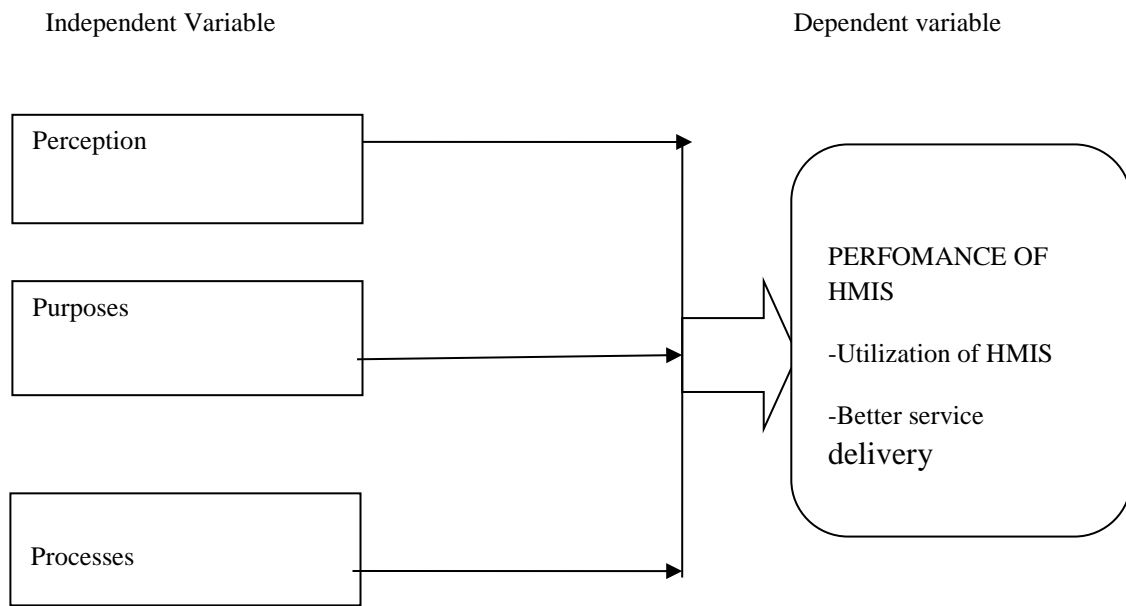 Independent Variable
Dependent variable
Perception
Purposes
Processes
PERFOMANCE OF
HMIS
-Utilization of HMIS
-Better service
delivery